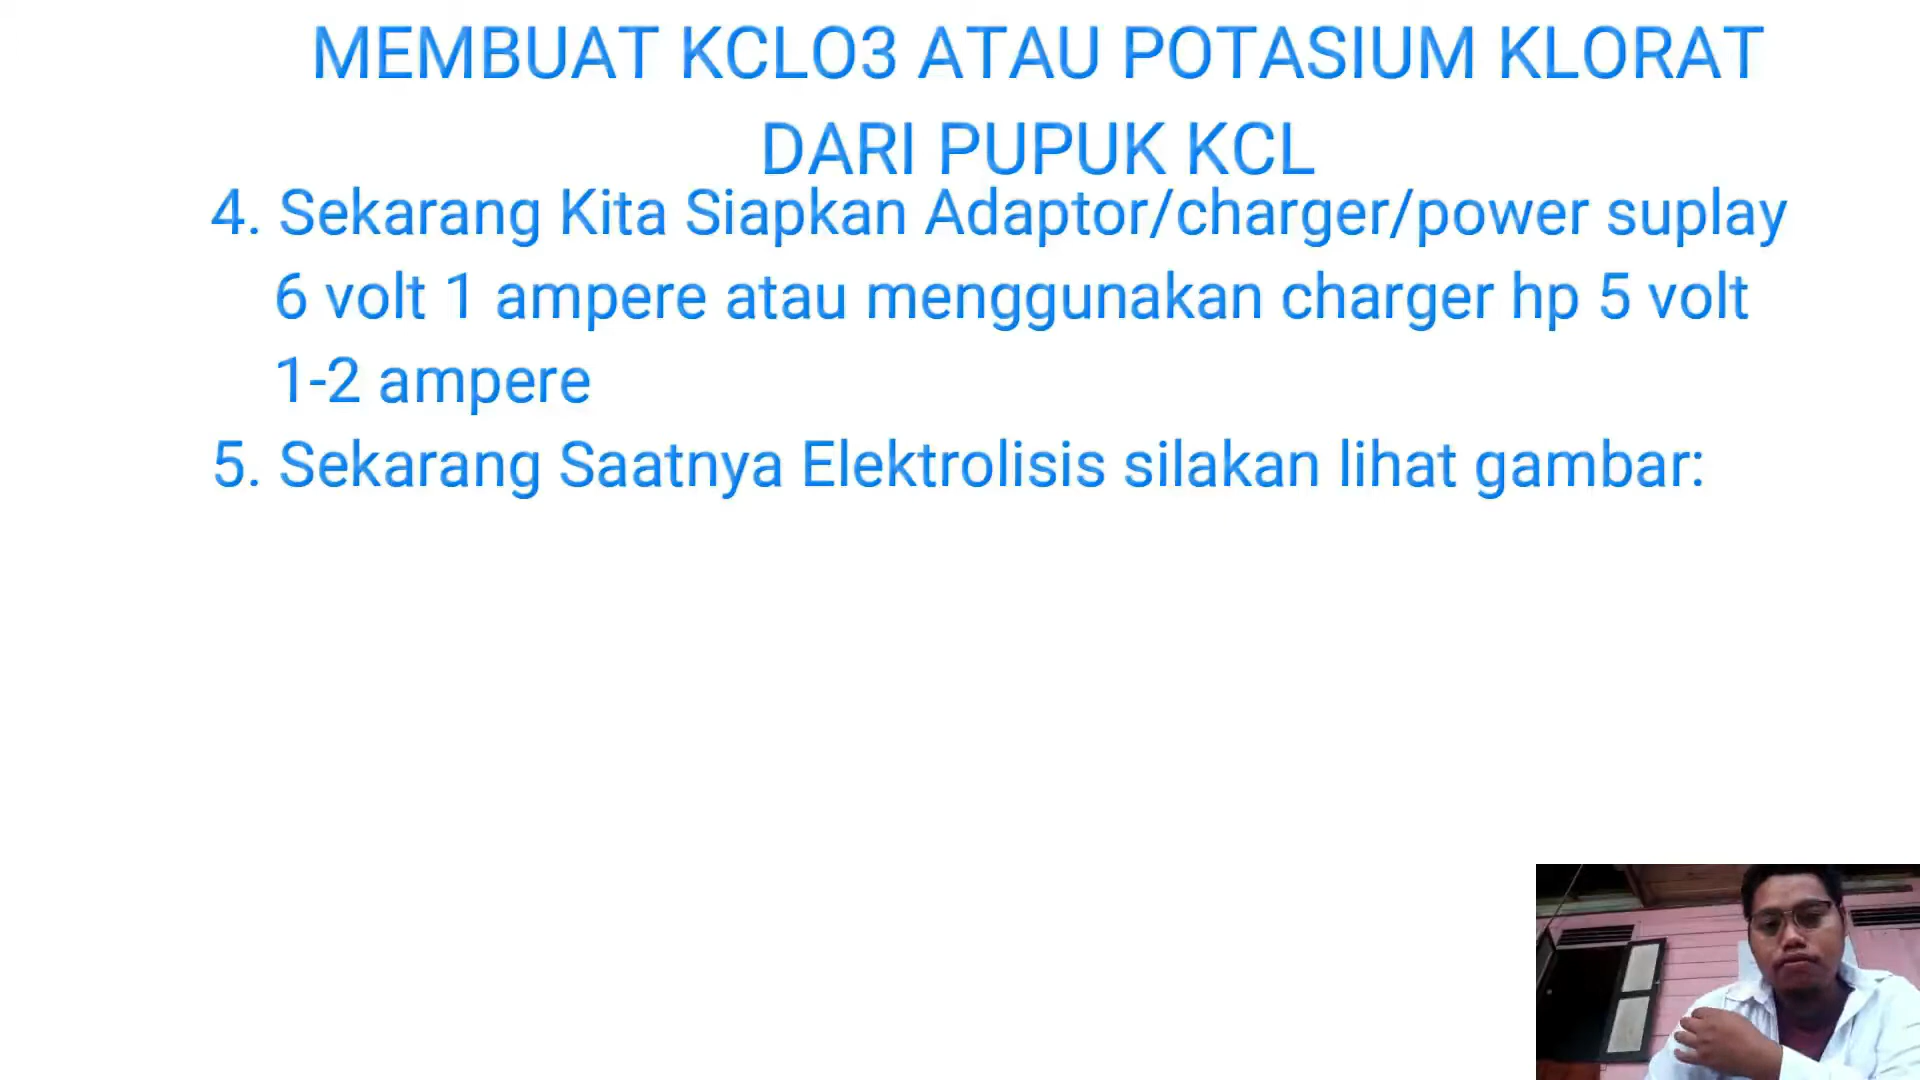 MEMBUAT KCLO3 ATAU POTASIUM KLORAT
DARI PUPUK KCL
4. Sekarang Kita Siapkan Adaptor/charger/power suplay
6 volt 1 ampere atau menggunakan charger hp 5 volt
1-2 ampere
5. Sekarang Saatnya Elektrolisis silakan lihat gambar: